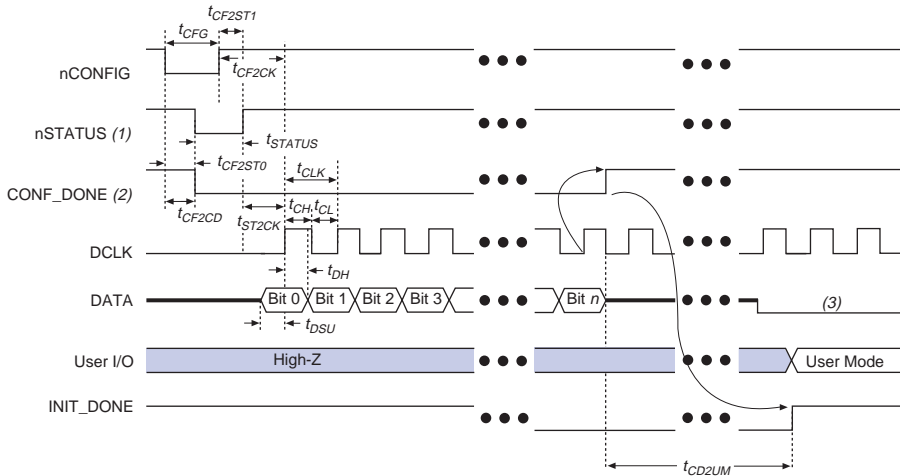 tCF2ST1
tCFG
tCF2CK
nCONFIG
nSTATUS (1)
tSTATUS
tCF2ST0
tCLK
CONF_DONE (2)
tCF2CD
tST2CK
tCH
tCL
DCLK
tDH
DATA
Bit 0
Bit 1
Bit 2
Bit 3
Bit n
(3)
tDSU
User I/O
High-Z
User Mode
INIT_DONE
tCD2UM